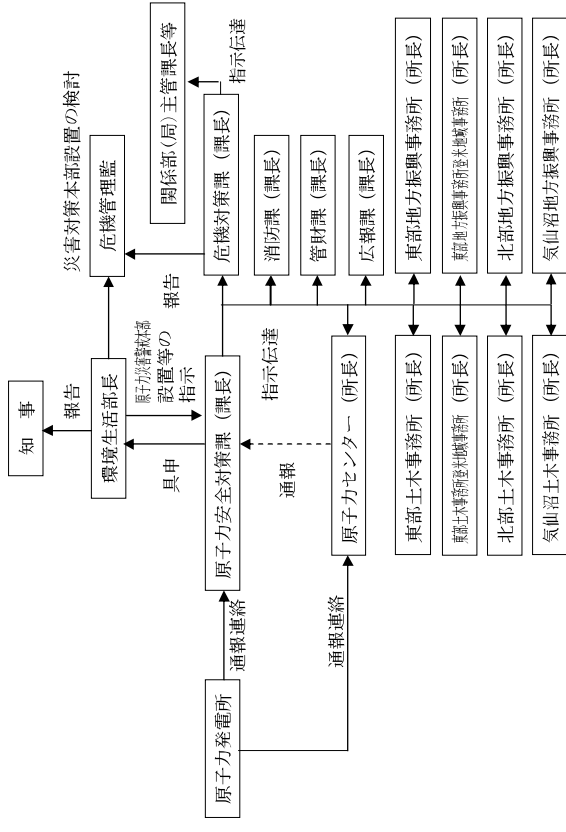 知　事
報告
環境生活部長
原子力災害警戒本部
設置等の
指示
具申
災害対策本部設置の検討
危機管理監
報告
関係部(局)主管課長等
指示伝達
原子力発電所
通報連絡
原子力安全対策課（課長）
指示伝達
危機対策課（課長）
消防課（課長）
管財課（課長）
広報課（課長）
通報
通報連絡
原子力センター（所長）
東部土木事務所（所長）
東部地方振興事務所（所長）
東部土木事務所登米地域事務所（所長）
東部地方振興事務所登米地域事務所（所長）
北部土木事務所（所長）
北部地方振興事務所（所長）
気仙沼土木事務所（所長）
気仙沼地方振興事務所（所長）